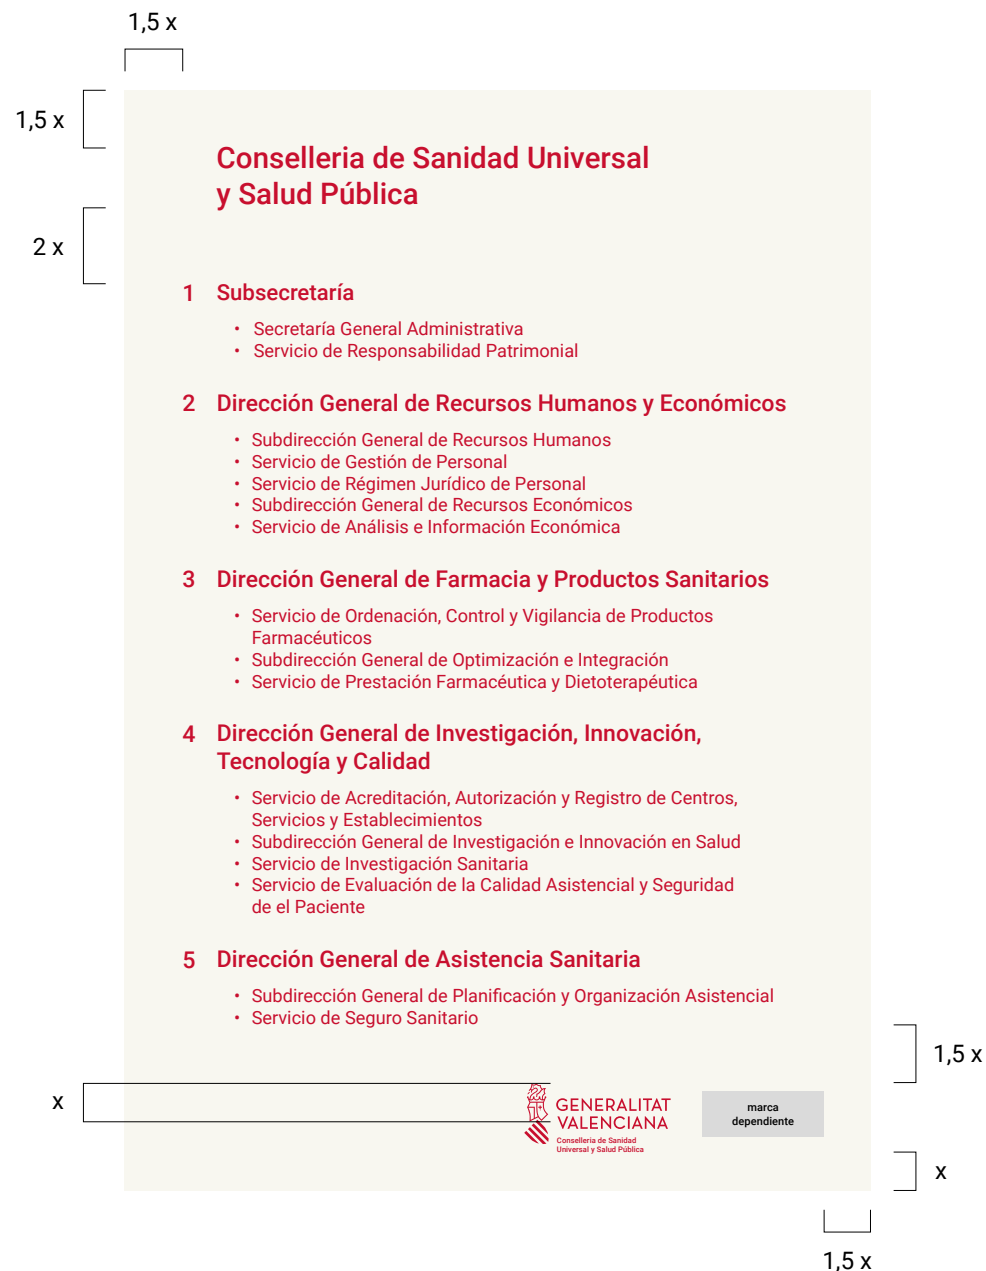 1,5 x
1,5 x
Conselleria de Sanidad Universal
y Salud Pública
2 x
1 Subsecretaría
• Secretaría General Administrativa
• Servicio de Responsabilidad Patrimonial
2 Dirección General de Recursos Humanos y Económicos
• Subdirección General de Recursos Humanos
• Servicio de Gestión de Personal
• Servicio de Régimen Jurídico de Personal
• Subdirección General de Recursos Económicos
• Servicio de Análisis e Información Económica
3 Dirección General de Farmacia y Productos Sanitarios
• Servicio de Ordenación, Control y Vigilancia de Productos
Farmacéuticos
• Subdirección General de Optimización e Integración
• Servicio de Prestación Farmacéutica y Dietoterapéutica
4 Dirección General de Investigación, Innovación,
Tecnología y Calidad
• Servicio de Acreditación, Autorización y Registro de Centros,
Servicios y Establecimientos
• Subdirección General de Investigación e Innovación en Salud
• Servicio de Investigación Sanitaria
• Servicio de Evaluación de la Calidad Asistencial y Seguridad
de el Paciente
5 Dirección General de Asistencia Sanitaria
• Subdirección General de Planificación y Organización Asistencial
• Servicio de Seguro Sanitario
1,5 x
x
GENERALITAT
VALENCIANA
Conselleria de Sanidad
Universal y Salud Pública
marca
dependiente
x
1,5 x